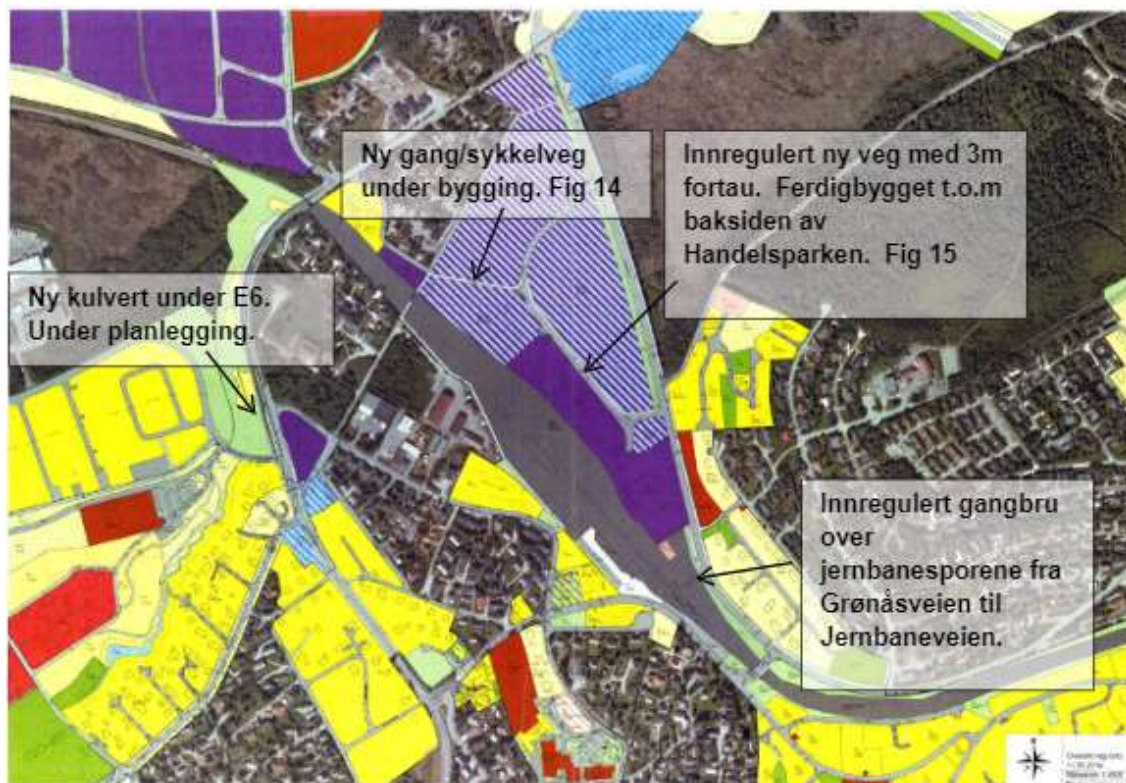 Ny gang/sykkelveg
under bygging. Fig 14
Innregulert ny veg med 3m
fortau. Ferdigbygget t.o.m
baksiden av
Handelsparken. Fig 15
Ny kulvert under E6.
Under planlegging.
Innregulert gangbru
over
jernbanesporene fra
Grønåsveien til
Jernbaneveien.